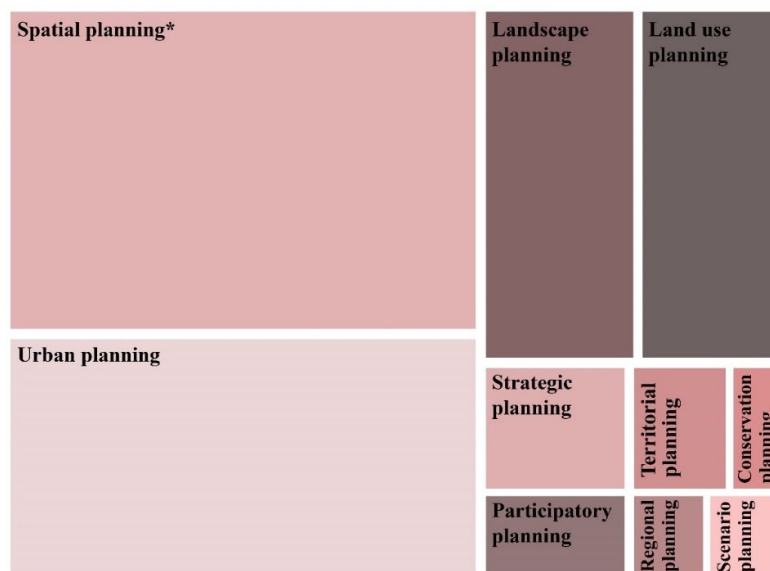 Spatial planning*
Landscape
planning
Land use
planning
Urban planning
Strategic
planning
Territorial
planning
Conservation
planning
Participatory
planning
Regional
planning
Scenario
planning